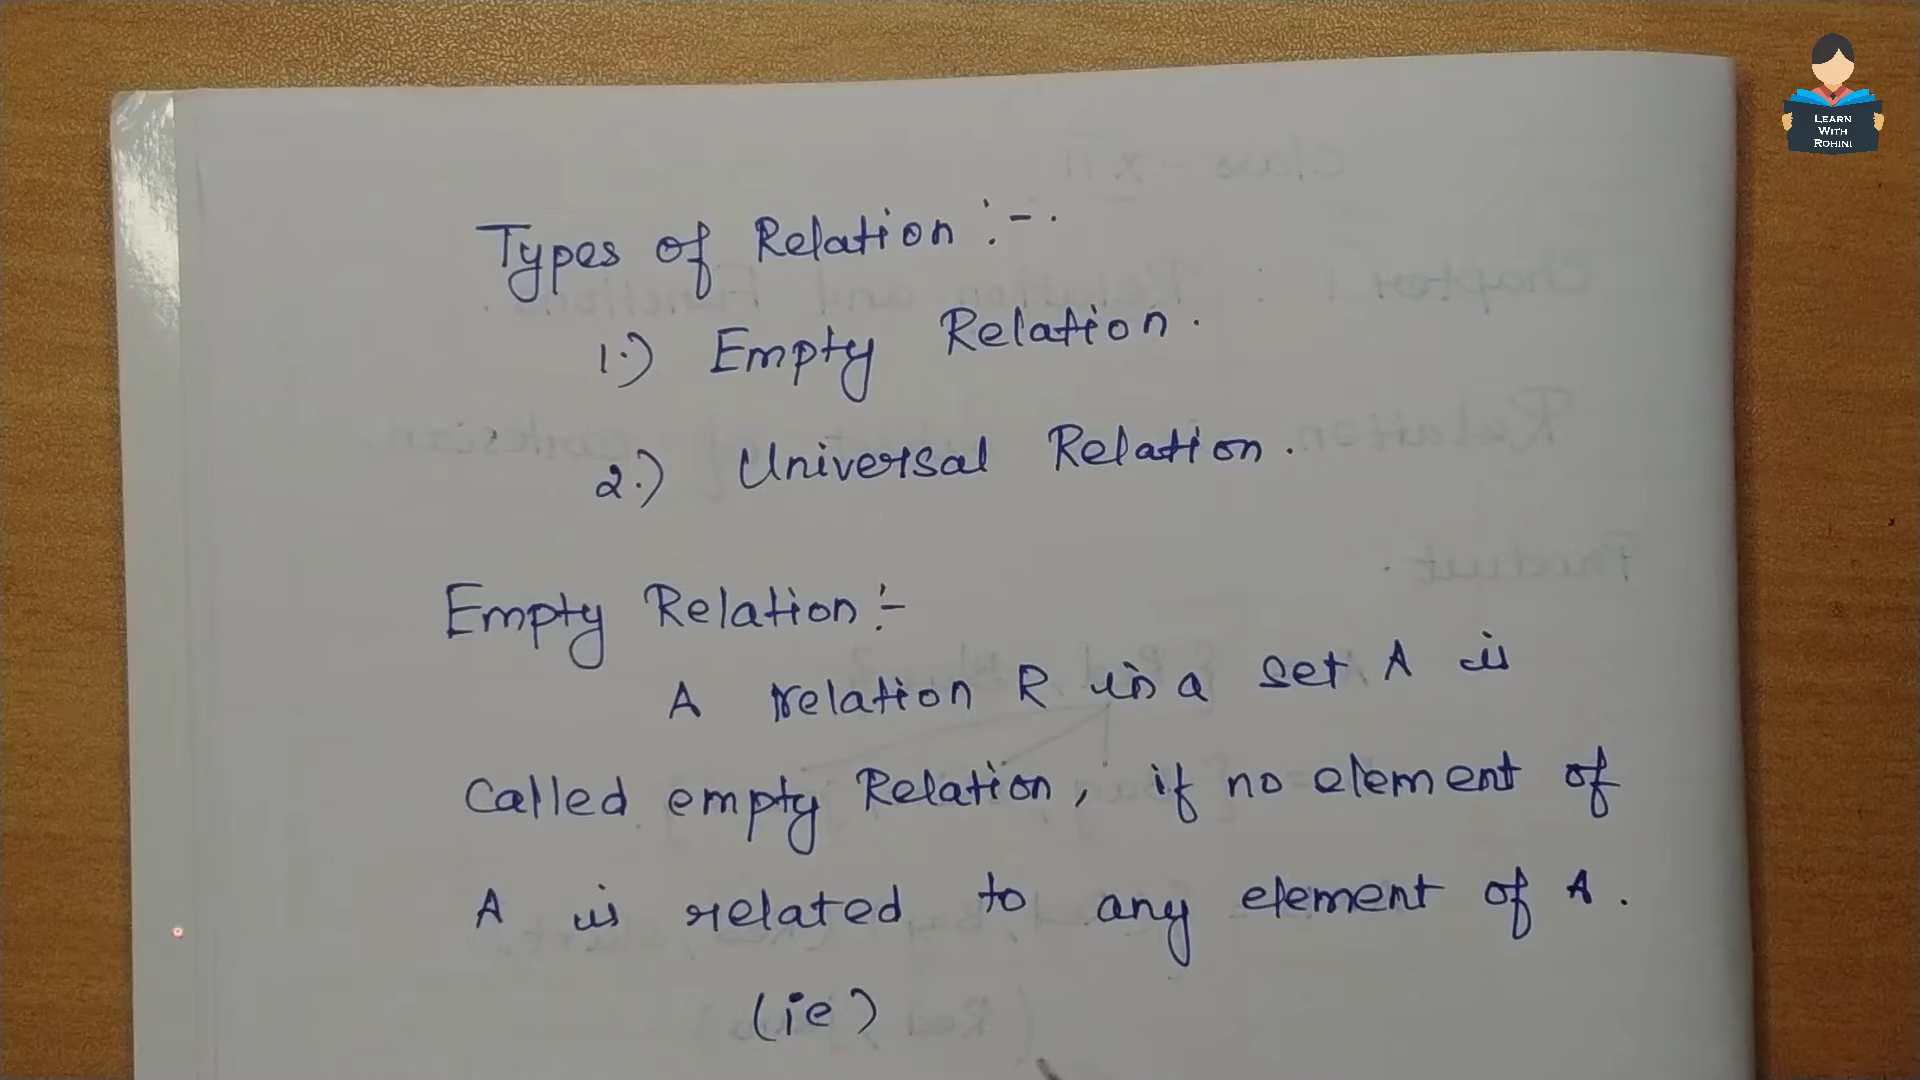 LEARN
WITH
ROHINI
Types of Relation :-.
1.) Empty Relation.
2.) Universal Relation.
Empty Relation:-
A relation R in a set A is
Called empty Relation, if no element of
A is related to any element of A.
(ie)